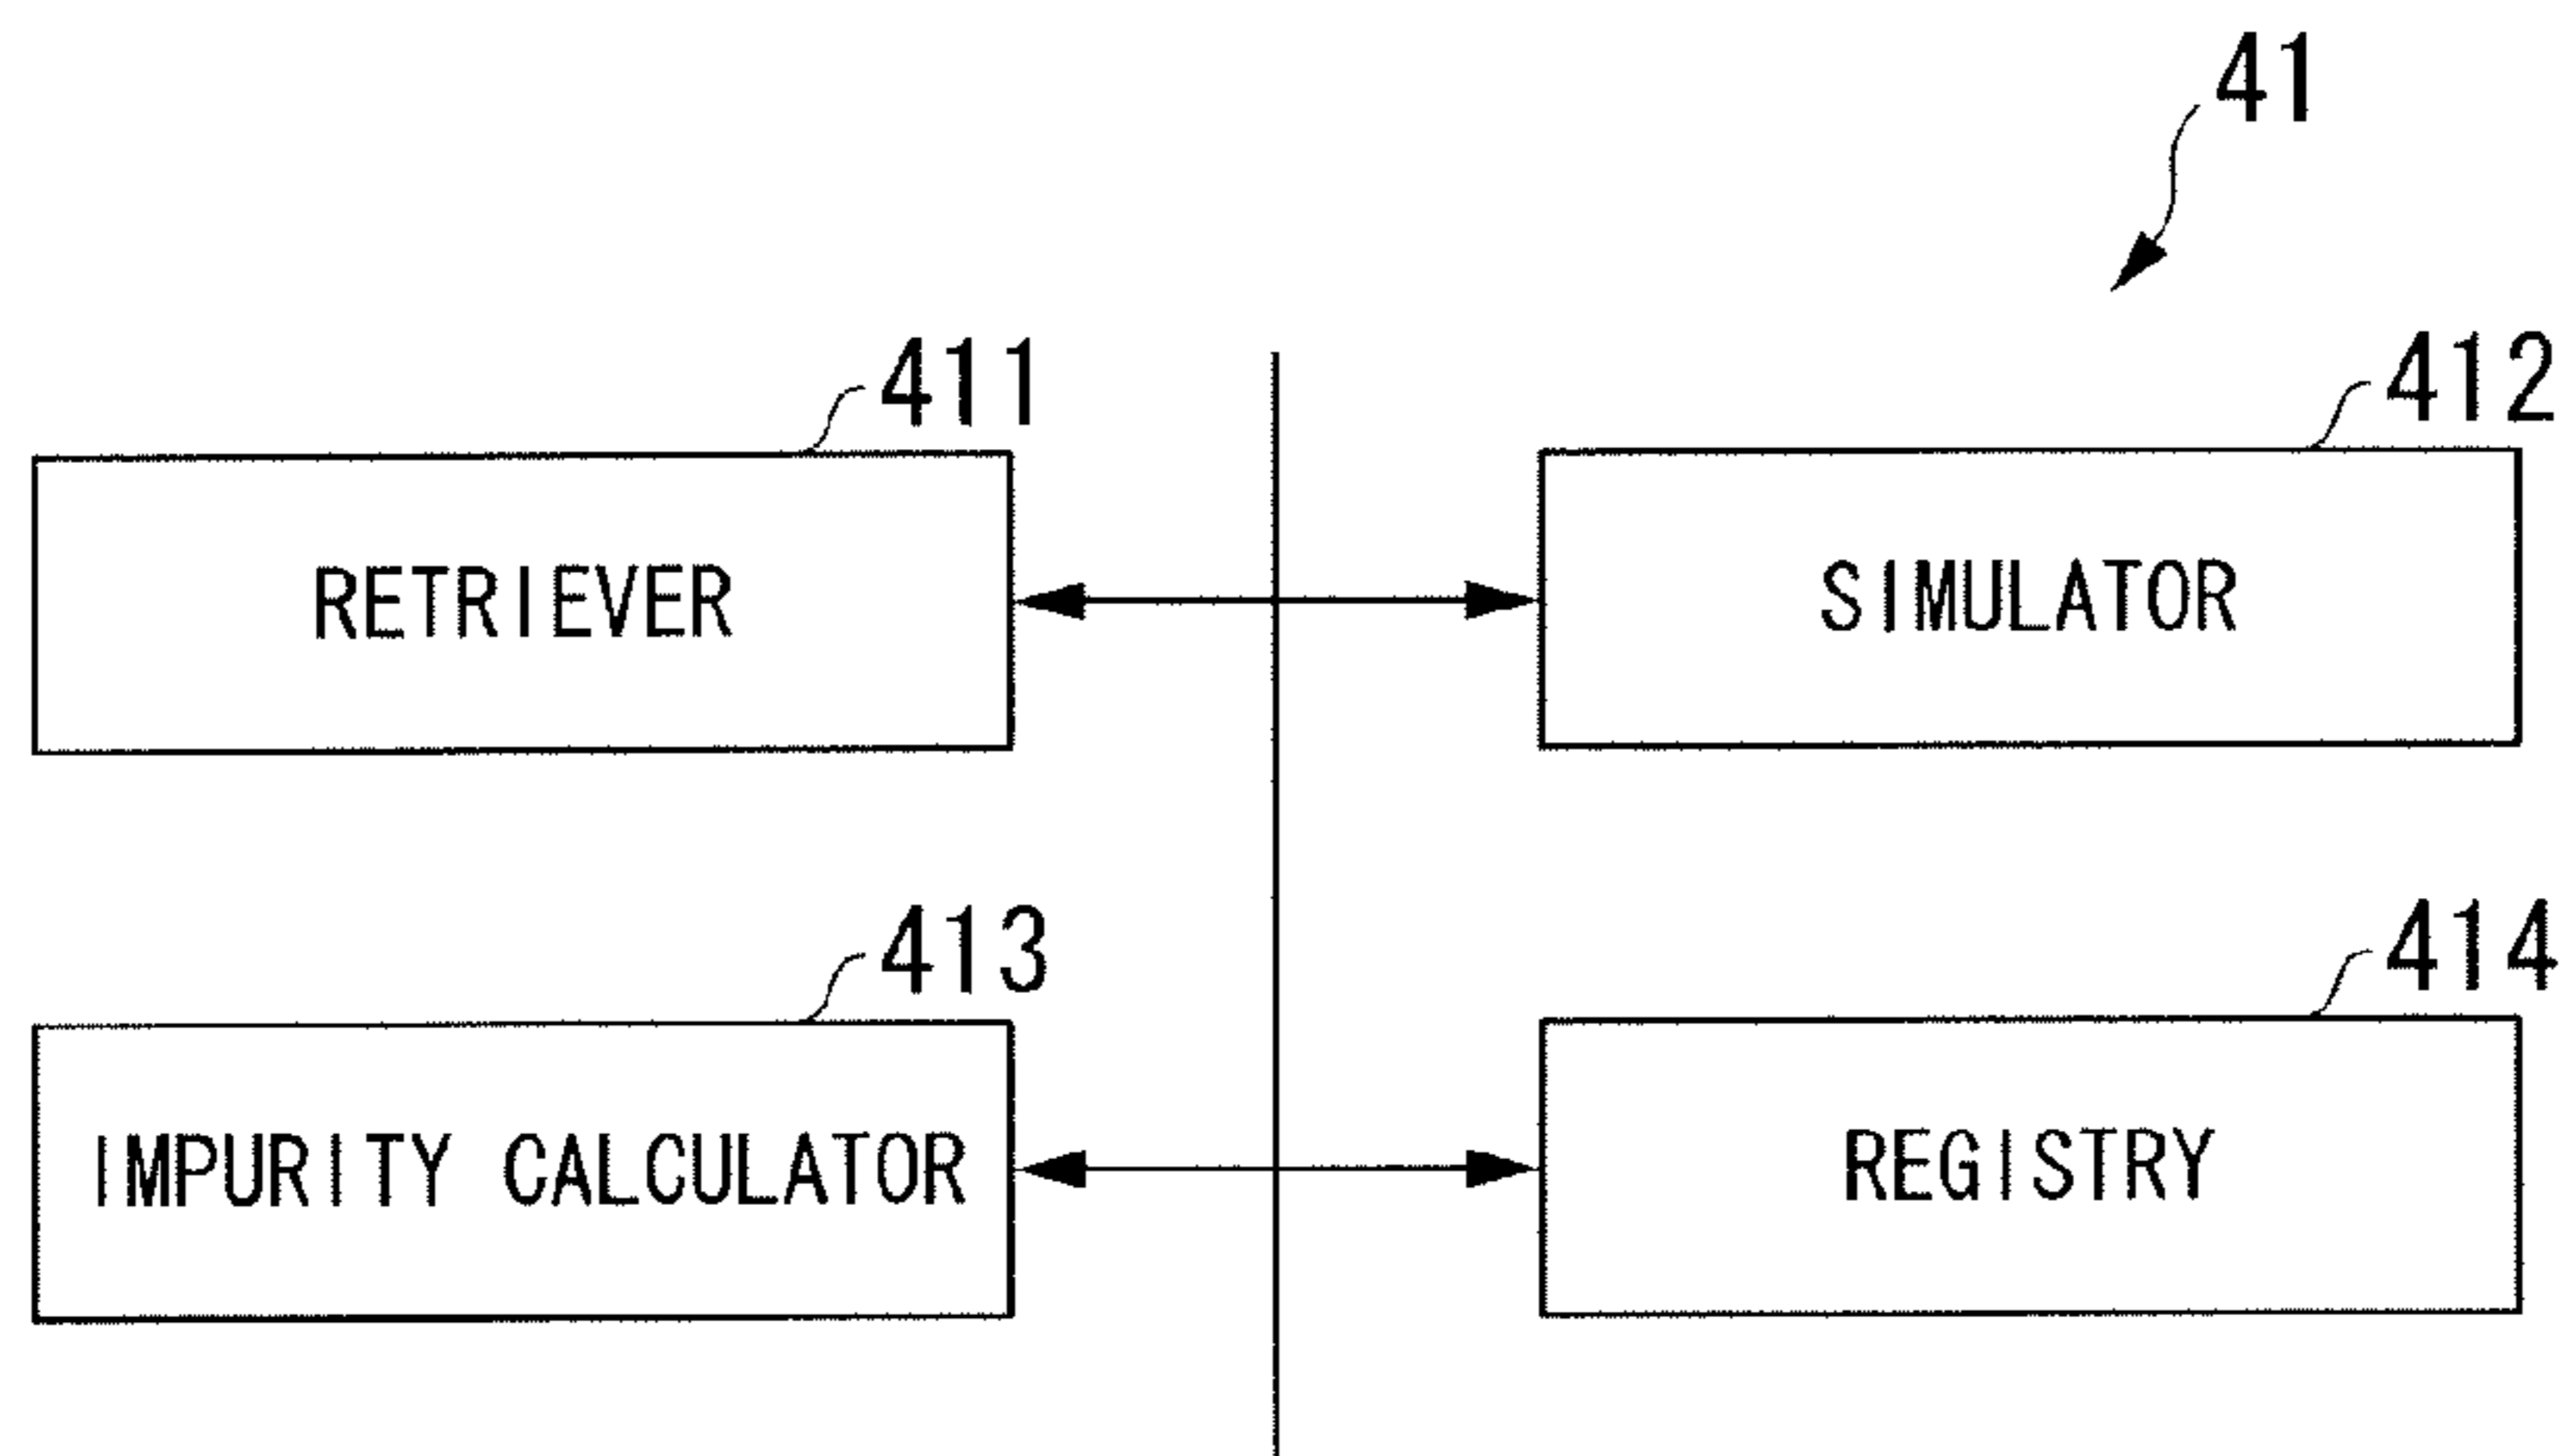 41
411
412
RETRIEVER
SIMULATOR
413
414
IMPURITY CALCULATOR
REGISTRY